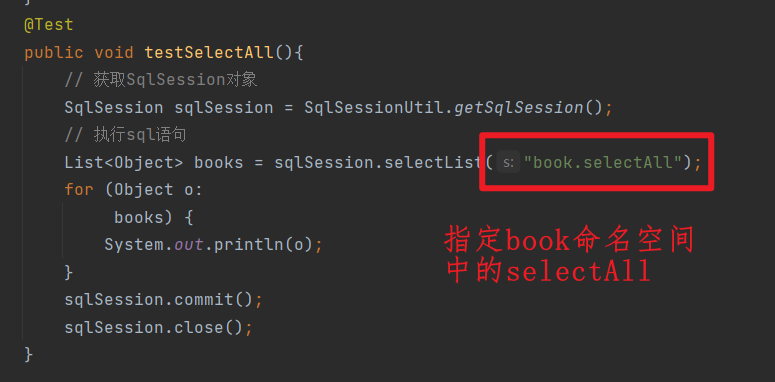 }
@Test
public void testSelectAll(){
// 获取SqlSession对象
SqlSession sqlSession = SqlSessionUtil.getSqlSession();
// 执行sql语句
List<Object> books = sqlSession.selectList( s: "book.selectAll");
for (Object o:
books) {
System.out.println(o);
}
sqlSession.commit();
sqlSession.close();
}
指定book命名空间
中的selectAll